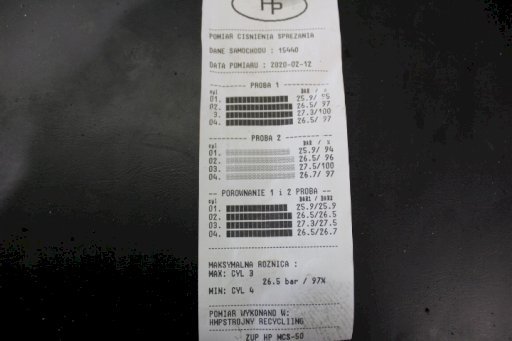 HP
POMIAR CIŚNIENIA SPRĘŻANIA
DANE SAMOCHODU : 15440
DATA POMIARU : 2020-02-12
PROBA 1
cyl BAR / %
01. 25.9/ 95
02. 26.5/ 97
3. 27.3/100
04. 26.5/ 97
PROBA 2
cyl BAR / %
01. 25.9/ 94
02. 26.5/ 96
03. 27.5/100
04. 26.7/ 97
-- POROWNANIE 1 i 2 PROBA --
cyl BAR1 / BAR2
01. 25.9/25.9
02. 26.5/26.5
03. 27.3/27.5
04. 26.5/26.7
MAKSYMALNA ROZNICA :
MAX: CYL 3
26.5 bar / 97%
MIN: CYL 4
POMIAR WYKONANO W:
HMPSTROJNY RECYCLIING
ZUP HP MCS-50